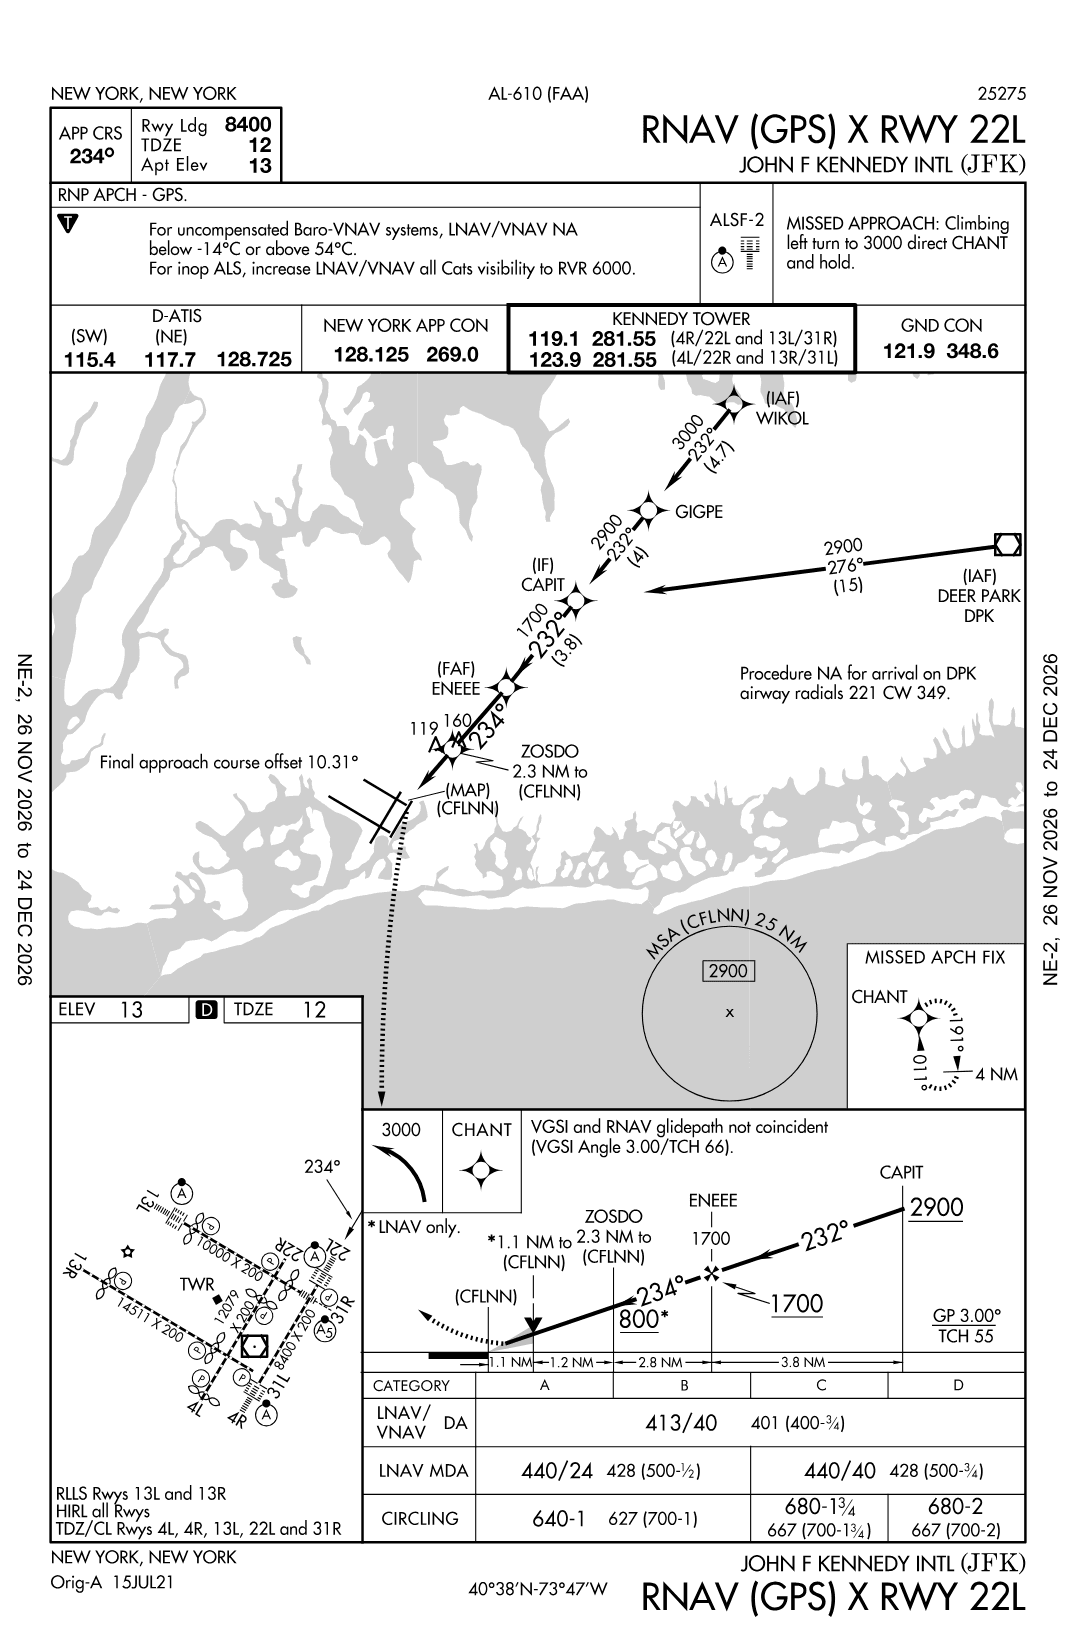 NEW YORK, NEW YORK
AL-610 (FAA)
25275
RNAV (GPS) X RWY 22L
JOHN F KENNEDY INTL (JFK)
APP CRS
234°
Rwy Ldg 8400
TDZE 12
Apt Elev 13
RNP APCH - GPS.
T
For uncompensated Baro-VNAV systems, LNAV/VNAV NA
below -14°C or above 54°C.
For inop ALS, increase LNAV/VNAV all Cats visibility to RVR 6000.
ALSF-2
A
MISSED APPROACH: Climbing
left turn to 3000 direct CHANT
and hold.
D-ATIS
(SW) (NE)
115.4 117.7 128.725
NEW YORK APP CON
128.125 269.0
KENNEDY TOWER
119.1 281.55 (4R/22L and 13L/31R)
123.9 281.55 (4L/22R and 13R/31L)
GND CON
121.9 348.6
(IAF)
WIKOL
3000
232°
(4.7)
GIGPE
2900
232°
(4)
2900
276°
(15)
(IAF)
DEER PARK
DPK
(IF)
CAPIT
1700
232°
(3.8)
(FAF)
ENEEE
Procedure NA for arrival on DPK
airway radials 221 CW 349.
119 160
234°
ZOSDO
2.3 NM to
(CFLNN)
Final approach course offset 10.31°
(MAP)
(CFLNN)
NE-2, 26 NOV 2026 to 24 DEC 2026
NE-2, 26 NOV 2026 to 24 DEC 2026
MSA (CFLNN) 25 NM
2900
x
MISSED APCH FIX
CHANT
191°
011°
4 NM
ELEV 13
D
TDZE 12
234°
13L
A
P
10000 X 200
13R
P
14511 X 200
TWR
12079
X 200
22R
P
A
22L
P
P
31R
A5
8400 X 200
P
P
P
4L
4R
31L
A
RLLS Rwys 13L and 13R
HIRL all Rwys
TDZ/CL Rwys 4L, 4R, 13L, 22L and 31R
3000
CHANT
VGSI and RNAV glidepath not coincident
(VGSI Angle 3.00/TCH 66).
*LNAV only.
CAPIT
2900
ENEEE
1700
232°
ZOSDO
2.3 NM to
(CFLNN)
*1.1 NM to
(CFLNN)
(CFLNN)
234°
800*
1700
GP 3.00°
TCH 55
1.1 NM 1.2 NM 2.8 NM 3.8 NM
CATEGORY A B C D
LNAV/
VNAV DA 413/40 401 (400-¾)
LNAV MDA 440/24 428 (500-½) 440/40 428 (500-¾)
CIRCLING 640-1 627 (700-1) 680-1¾ 667 (700-1¾) 680-2 667 (700-2)
NEW YORK, NEW YORK
Orig-A 15JUL21
40°38'N-73°47'W
JOHN F KENNEDY INTL (JFK)
RNAV (GPS) X RWY 22L